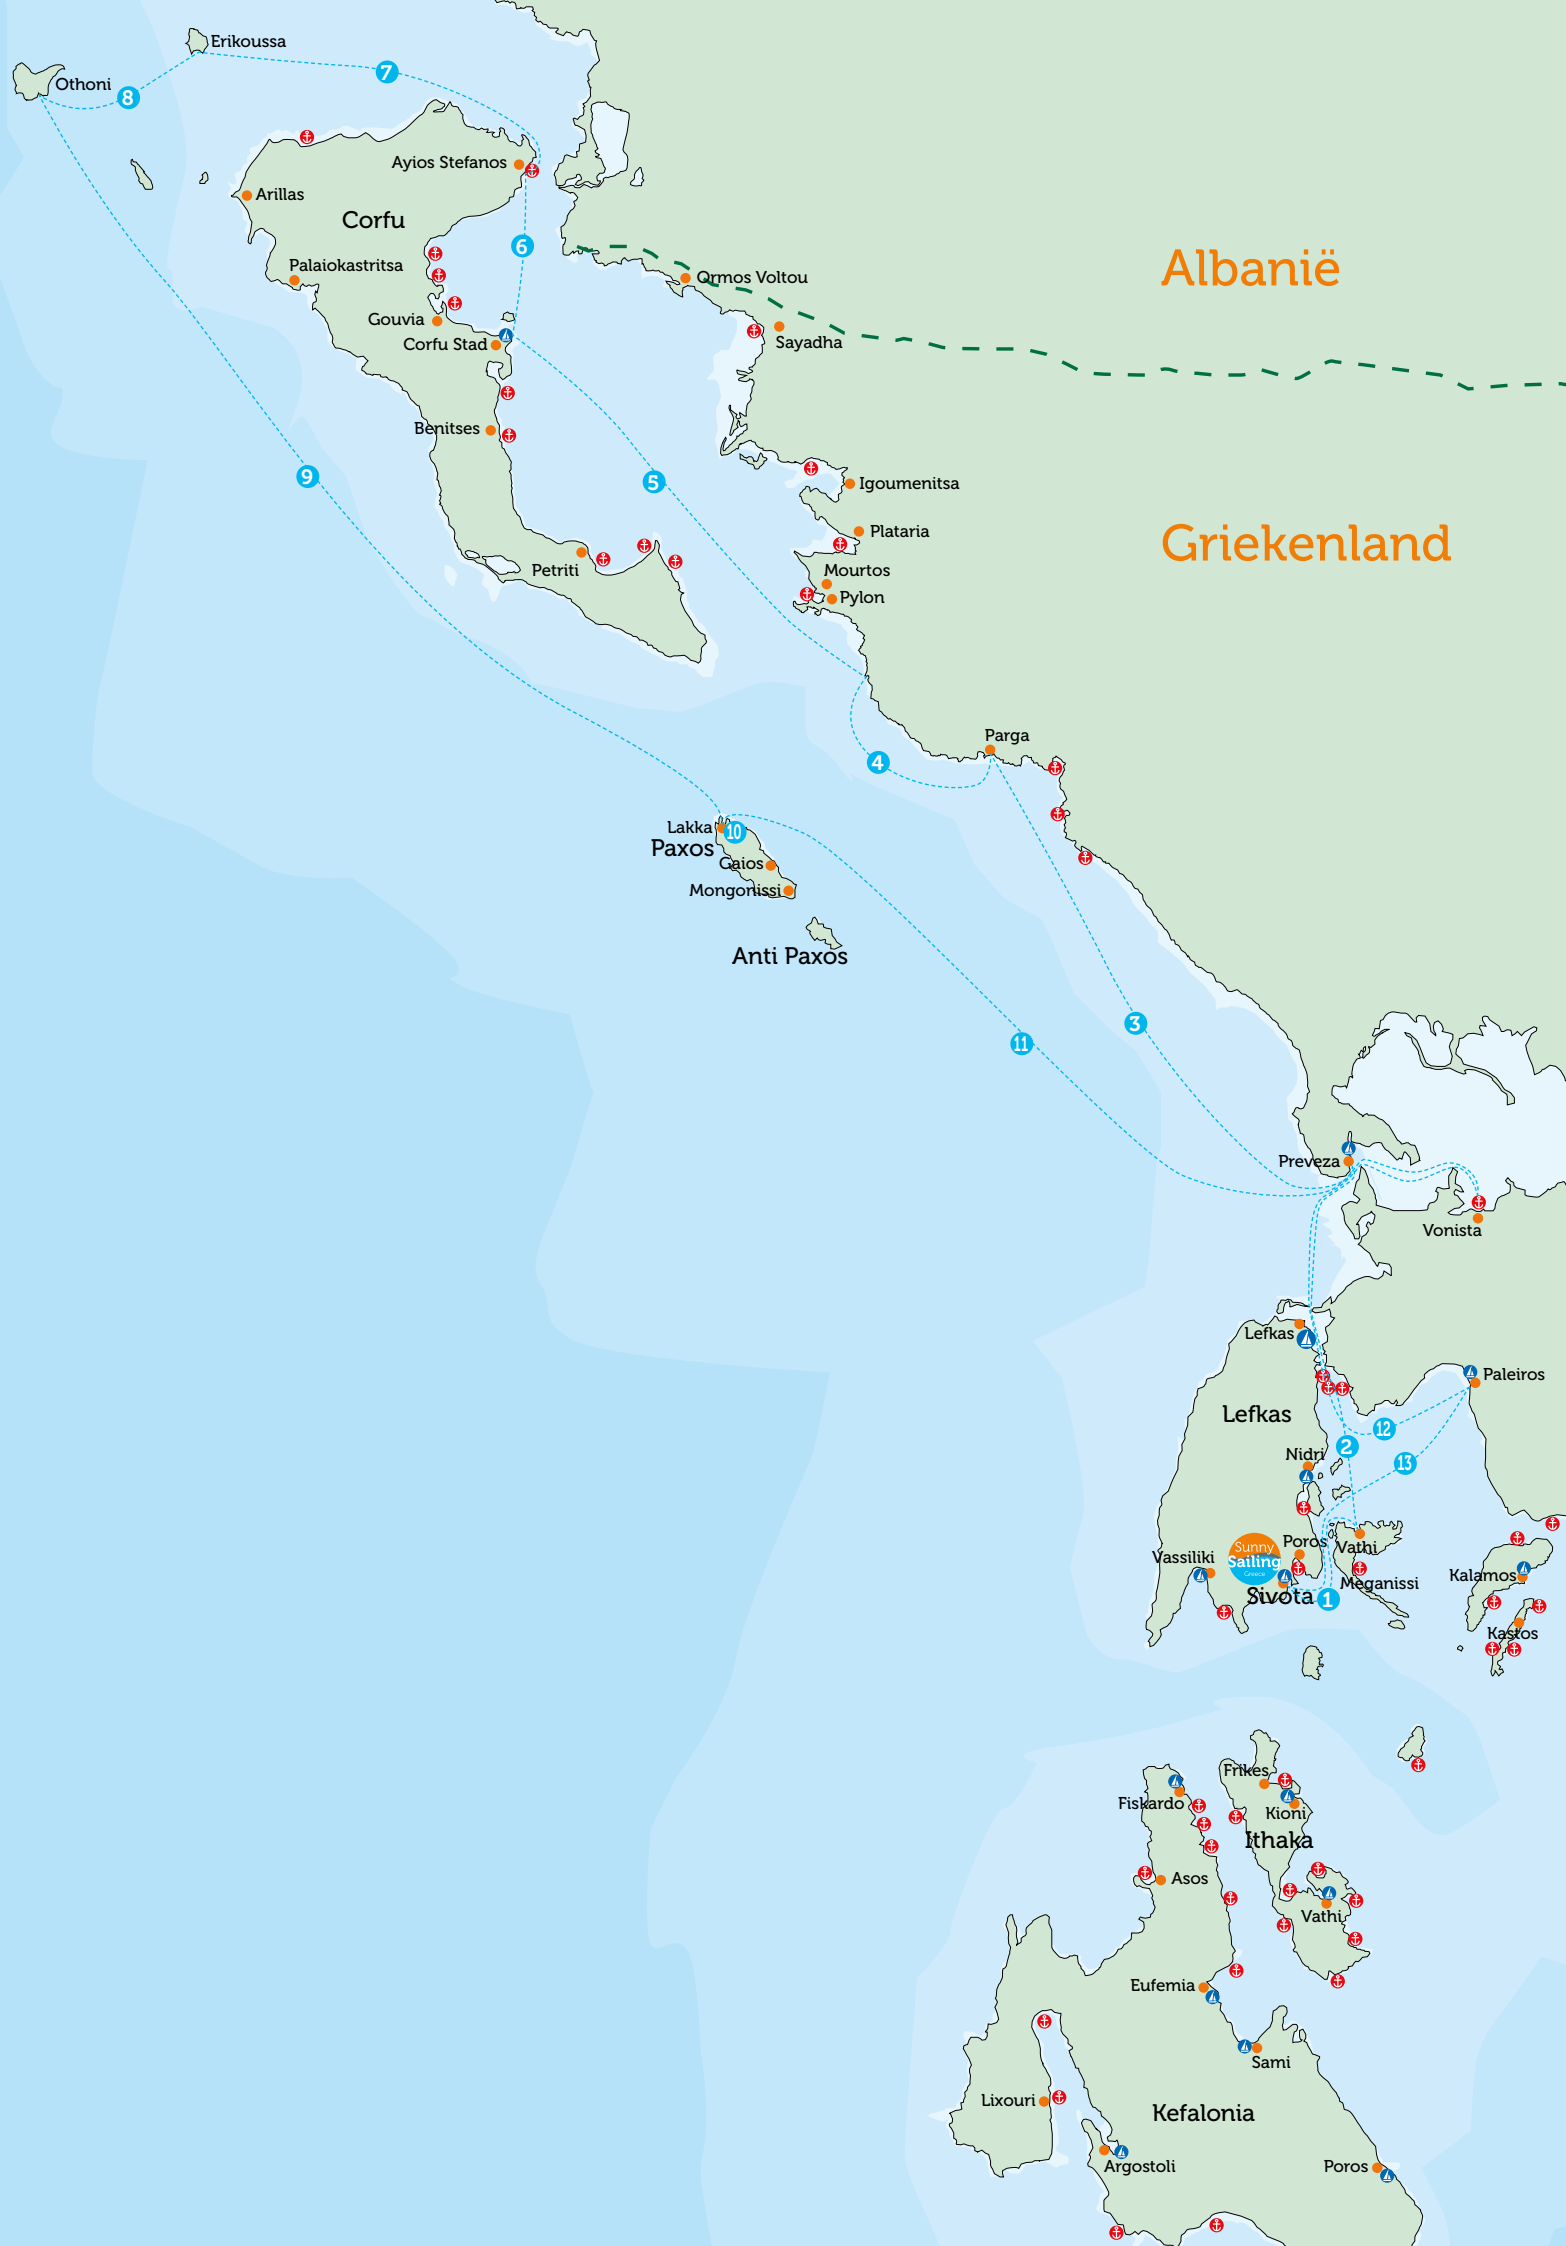 Erikoussa
7
Othoni
8
Ayios Stefanos
Arillas
Corfu
6
Albanië
Palaiokastritsa
Ormos Voltou
Gouvia
Corfu Stad
Sayadha
Benitses
9
5
Igoumenitsa
Plataria
Griekenland
Petriti
Mourtos
Pylon
Parga
4
Lakka
10
Paxos
Gaios
Mongonissi
Anti Paxos
3
11
Preveza
Vonista
Lefkas
Paleiros
Lefkas
12
2
Nidri
13
Sunny
Sailing
Greece
Poros
Vathi
Vassiliki
Kalamos
Meganissi
Sivota
1
Kastos
Frikes
Fiskardo
Kioni
Ithaka
Asos
Vathi
Eufemia
Sami
Lixouri
Kefalonia
Argostoli
Poros